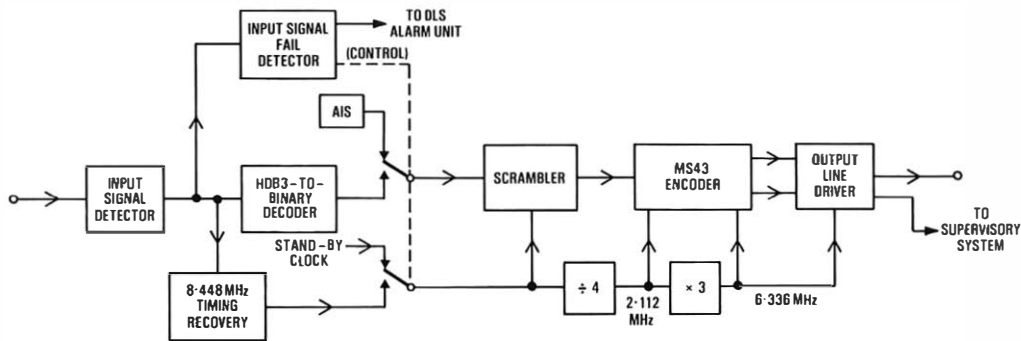 INPUT SIGNAL
FAIL
DETECTOR
TO DLS
ALARM UNIT
(CONTROL)
AIS
INPUT
SIGNAL
DETECTOR
HDB3-TO-
BINARY
DECODER
SCRAMBLER
MS43
ENCODER
OUTPUT
LINE
DRIVER
TO
SUPERVISORY
SYSTEM
STAND-BY
CLOCK
8·448 MHz
TIMING
RECOVERY
÷ 4
2·112
MHz
× 3
6·336 MHz